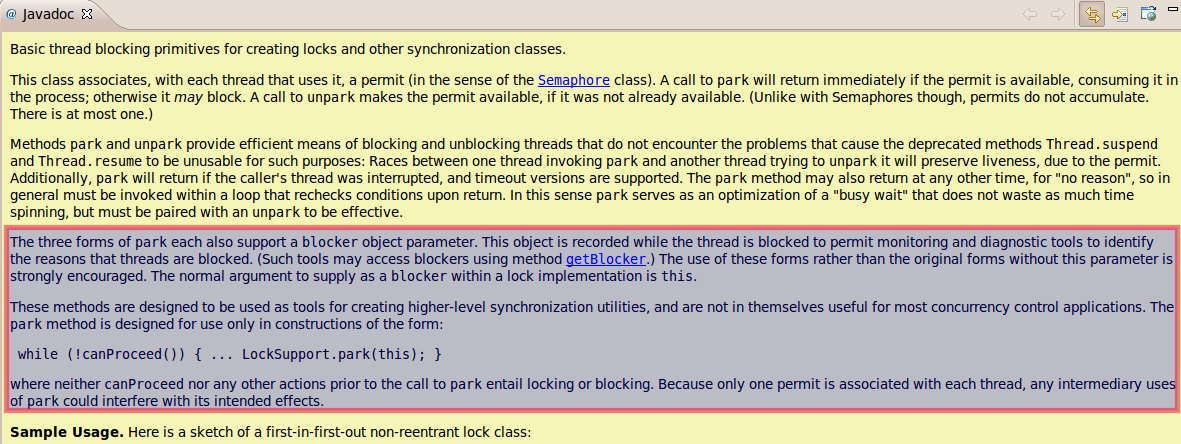 @ Javadoc
Basic thread blocking primitives for creating locks and other synchronization classes.
This class associates, with each thread that uses it, a permit (in the sense of the Semaphore class). A call to park will return immediately if the permit is available, consuming it in
the process; otherwise it may block. A call to unpark makes the permit available, if it was not already available. (Unlike with Semaphores though, permits do not accumulate.
There is at most one.)
Methods park and unpark provide efficient means of blocking and unblocking threads that do not encounter the problems that cause the deprecated methods Thread.suspend
and Thread.resume to be unusable for such purposes: Races between one thread invoking park and another thread trying to unpark it will preserve liveness, due to the permit.
Additionally, park will return if the caller's thread was interrupted, and timeout versions are supported. The park method may also return at any other time, for "no reason", so in
general must be invoked within a loop that rechecks conditions upon return. In this sense park serves as an optimization of a "busy wait" that does not waste as much time
spinning, but must be paired with an unpark to be effective.
The three forms of park each also support a blocker object parameter. This object is recorded while the thread is blocked to permit monitoring and diagnostic tools to identify
the reasons that threads are blocked. (Such tools may access blockers using method getBlocker.) The use of these forms rather than the original forms without this parameter is
strongly encouraged. The normal argument to supply as a blocker within a lock implementation is this.
These methods are designed to be used as tools for creating higher-level synchronization utilities, and are not in themselves useful for most concurrency control applications. The
park method is designed for use only in constructions of the form:
while (!canProceed()) { ... LockSupport.park(this); }
where neither canProceed nor any other actions prior to the call to park entail locking or blocking. Because only one permit is associated with each thread, any intermediary uses
of park could interfere with its intended effects.
Sample Usage. Here is a sketch of a first-in-first-out non-reentrant lock class: